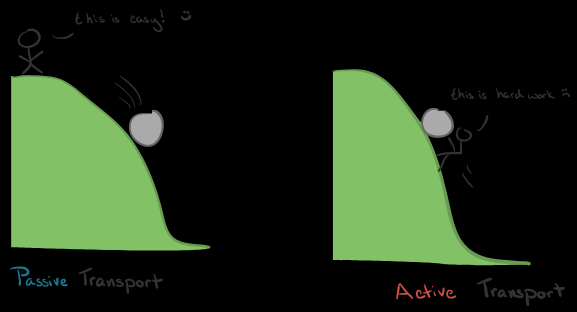 this is easy! :)
this is hard work :(
Passive Transport
Active Transport